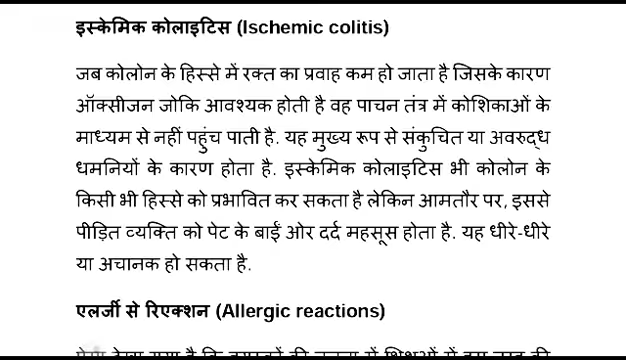 इस्केमिक कोलाइटिस (Ischemic colitis)
जब कोलोन के हिस्से में रक्त का प्रवाह कम हो जाता है जिसके कारण
ऑक्सीजन जोकि आवश्यक होती है वह पाचन तंत्र में कोशिकाओं के
माध्यम से नहीं पहुंच पाती है. यह मुख्य रूप से संकुचित या अवरुद्ध
धमनियों के कारण होता है. इस्केमिक कोलाइटिस भी कोलोन के
किसी भी हिस्से को प्रभावित कर सकता है लेकिन आमतौर पर, इससे
पीड़ित व्यक्ति को पेट के बाईं ओर दर्द महसूस होता है. यह धीरे-धीरे
या अचानक हो सकता है.
एलर्जी से रिएक्शन (Allergic reactions)